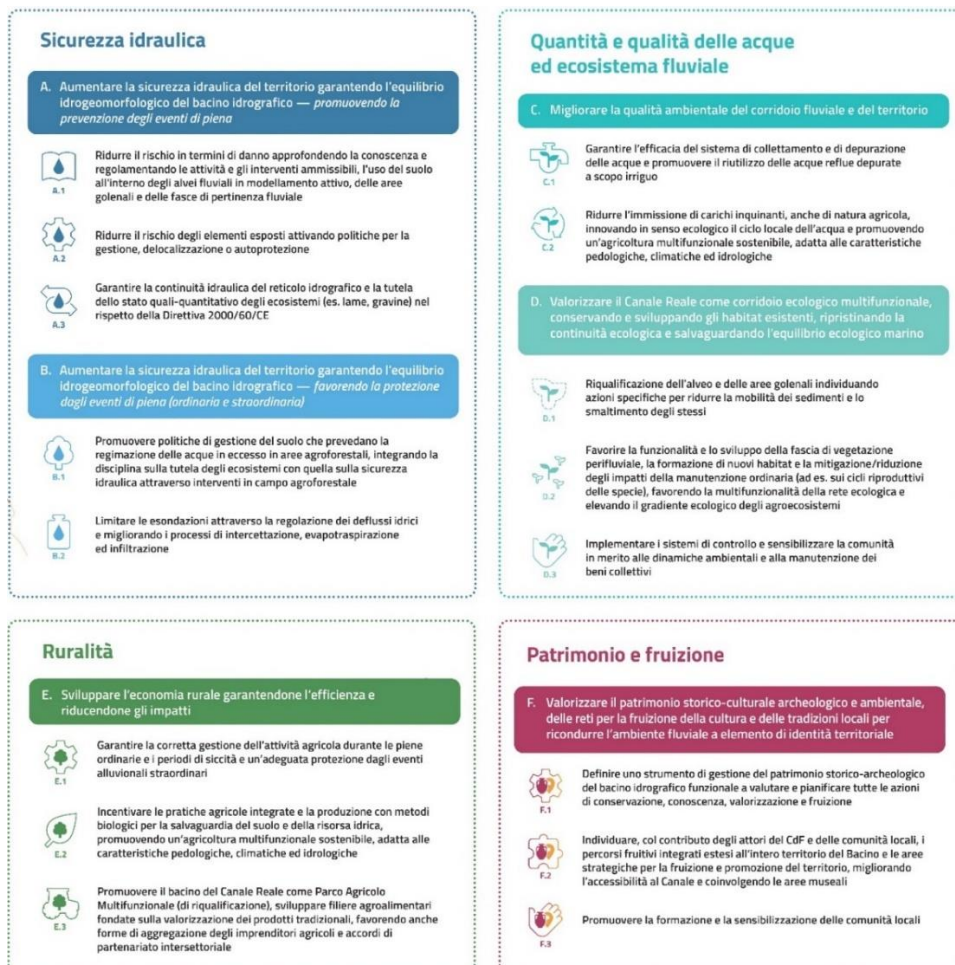 Sicurezza idraulica
A. Aumentare la sicurezza idraulica del territorio garantendo l'equilibrio
idrogeomorfologico del bacino idrografico — promuovendo la
prevenzione degli eventi di piena
Ridurre il rischio in termini di danno approfondendo la conoscenza e
regolamentando le attività e gli interventi ammissibili, l'uso del suolo
all'interno degli alvei fluviali in modellamento attivo, delle aree
golenali e delle fasce di pertinenza fluviale
A.1
Ridurre il rischio degli elementi esposti attivando politiche per la
gestione, delocalizzazione o autoprotezione
A.2
Garantire la continuità idraulica del reticolo idrografico e la tutela
dello stato quali-quantitativo degli ecosistemi (es. lame, gravine) nel
rispetto della Direttiva 2000/60/CE
A.3
B. Aumentare la sicurezza idraulica del territorio garantendo l'equilibrio
idrogeomorfologico del bacino idrografico — favorendo la protezione
dagli eventi di piena (ordinaria e straordinaria)
Promuovere politiche di gestione del suolo che prevedano la
regimazione delle acque in eccesso in aree agroforestali, integrando la
disciplina sulla tutela degli ecosistemi con quella sulla sicurezza
idraulica attraverso interventi in campo agroforestale
B.1
Limitare le esondazioni attraverso la regolazione dei deflussi idrici
e migliorando i processi di intercettazione, evapotraspirazione
ed infiltrazione
B.2
Quantità e qualità delle acque
ed ecosistema fluviale
C. Migliorare la qualità ambientale del corridoio fluviale e del territorio
Garantire l'efficacia del sistema di collettamento e di depurazione
delle acque e promuovere il riutilizzo delle acque reflue depurate
a scopo irriguo
C.1
Ridurre l'immissione di carichi inquinanti, anche di natura agricola,
innovando in senso ecologico il ciclo locale dell'acqua e promuovendo
un'agricoltura multifunzionale sostenibile, adatta alle caratteristiche
pedologiche, climatiche ed idrologiche
C.2
D. Valorizzare il Canale Reale come corridoio ecologico multifunzionale,
conservando e sviluppando gli habitat esistenti, ripristinando la
continuità ecologica e salvaguardando l'equilibrio ecologico marino
Riqualificazione dell'alveo e delle aree golenali individuando
azioni specifiche per ridurre la mobilità dei sedimenti e lo
smaltimento degli stessi
D.1
Favorire la funzionalità e lo sviluppo della fascia di vegetazione
perifluviale, la formazione di nuovi habitat e la mitigazione/riduzione
degli impatti della manutenzione ordinaria (ad es. sui cicli riproduttivi
delle specie), favorendo la multifunzionalità della rete ecologica e
elevando il gradiente ecologico degli agroecosistemi
D.2
Implementare i sistemi di controllo e sensibilizzare la comunità
in merito alle dinamiche ambientali e alla manutenzione dei
beni collettivi
D.3
Ruralità
E. Sviluppare l'economia rurale garantendone l'efficienza e
riducendone gli impatti
Garantire la corretta gestione dell'attività agricola durante le piene
ordinarie e i periodi di siccità e un'adeguata protezione dagli eventi
alluvionali straordinari
E.1
Incentivare le pratiche agricole integrate e la produzione con metodi
biologici per la salvaguardia del suolo e della risorsa idrica,
promuovendo un'agricoltura multifunzionale sostenibile, adatta alle
caratteristiche pedologiche, climatiche ed idrologiche
E.2
Promuovere il bacino del Canale Reale come Parco Agricolo
Multifunzionale (di riqualificazione), sviluppare filiere agroalimentari
fondate sulla valorizzazione dei prodotti tradizionali, favorendo anche
forme di aggregazione degli imprenditori agricoli e accordi di
partenariato intersettoriale
E.3
Patrimonio e fruizione
F. Valorizzare il patrimonio storico-culturale archeologico e ambientale,
delle reti per la fruizione della cultura e delle tradizioni locali per
ricondurre l'ambiente fluviale a elemento di identità territoriale
Definire uno strumento di gestione del patrimonio storico-archeologico
del bacino idrografico funzionale a valutare e pianificare tutte le azioni
di conservazione, conoscenza, valorizzazione e fruizione
F.1
Individuare, col contributo degli attori del CdF e delle comunità locali, i
percorsi fruitivi integrati estesi all'intero territorio del Bacino e le aree
strategiche per la fruizione e promozione del territorio, migliorando
l'accessibilità al Canale e coinvolgendo le aree museali
F.2
Promuovere la formazione e la sensibilizzazione delle comunità locali
F.3